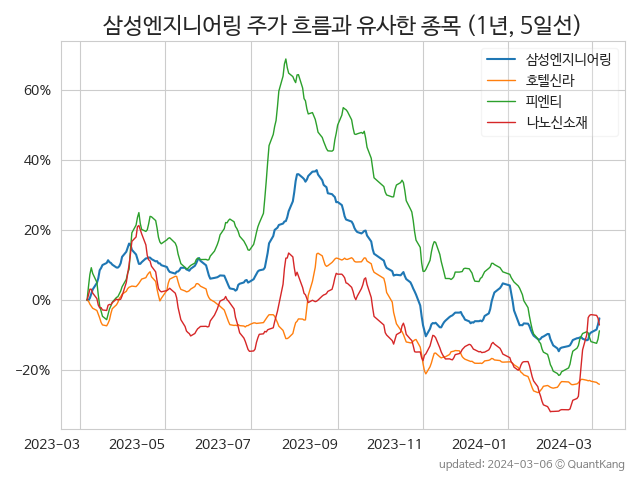 삼성엔지니어링 주가 흐름과 유사한 종목 (1년, 5일선)
삼성엔지니어링
호텔신라
피엔티
나노신소재
60%
40%
20%
0%
−20%
2023-03 2023-05 2023-07 2023-09 2023-11 2024-01 2024-03
updated: 2024-03-06 ⓒ QuantKang